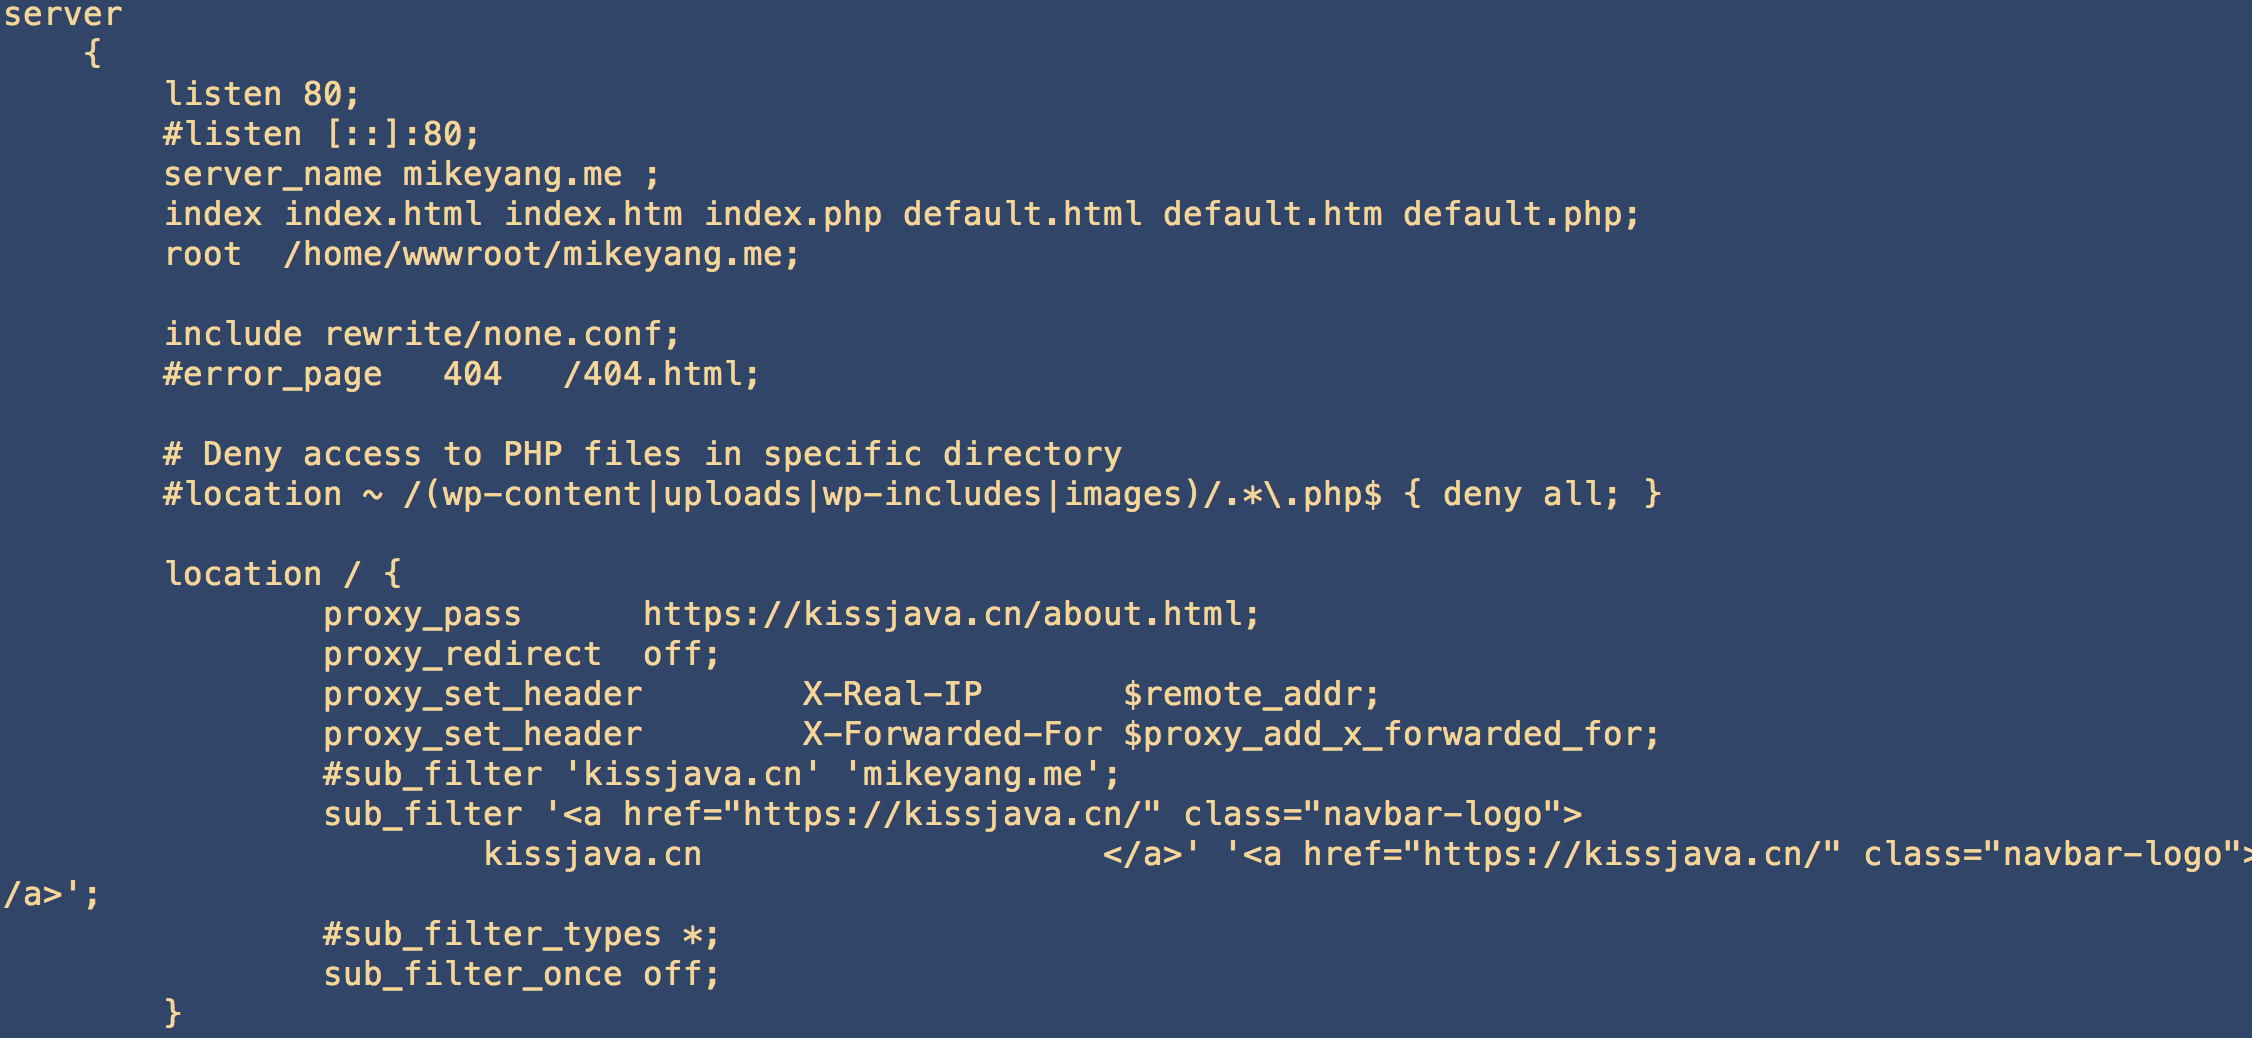 server
    {
        listen 80;
        #listen [::]:80;
        server_name mikeyang.me ;
        index index.html index.htm index.php default.html default.htm default.php;
        root  /home/wwwroot/mikeyang.me;

        include rewrite/none.conf;
        #error_page   404   /404.html;

        # Deny access to PHP files in specific directory
        #location ~ /(wp-content|uploads|wp-includes|images)/.*\.php$ { deny all; }

        location / {
                proxy_pass      https://kissjava.cn/about.html;
                proxy_redirect  off;
                proxy_set_header        X-Real-IP       $remote_addr;
                proxy_set_header        X-Forwarded-For $proxy_add_x_forwarded_for;
                #sub_filter 'kissjava.cn' 'mikeyang.me';
                sub_filter '<a href="https://kissjava.cn/" class="navbar-logo">
                        kissjava.cn                    </a>' '<a href="https://kissjava.cn/" class="navbar-logo">
/a>';
                #sub_filter_types *;
                sub_filter_once off;
        }